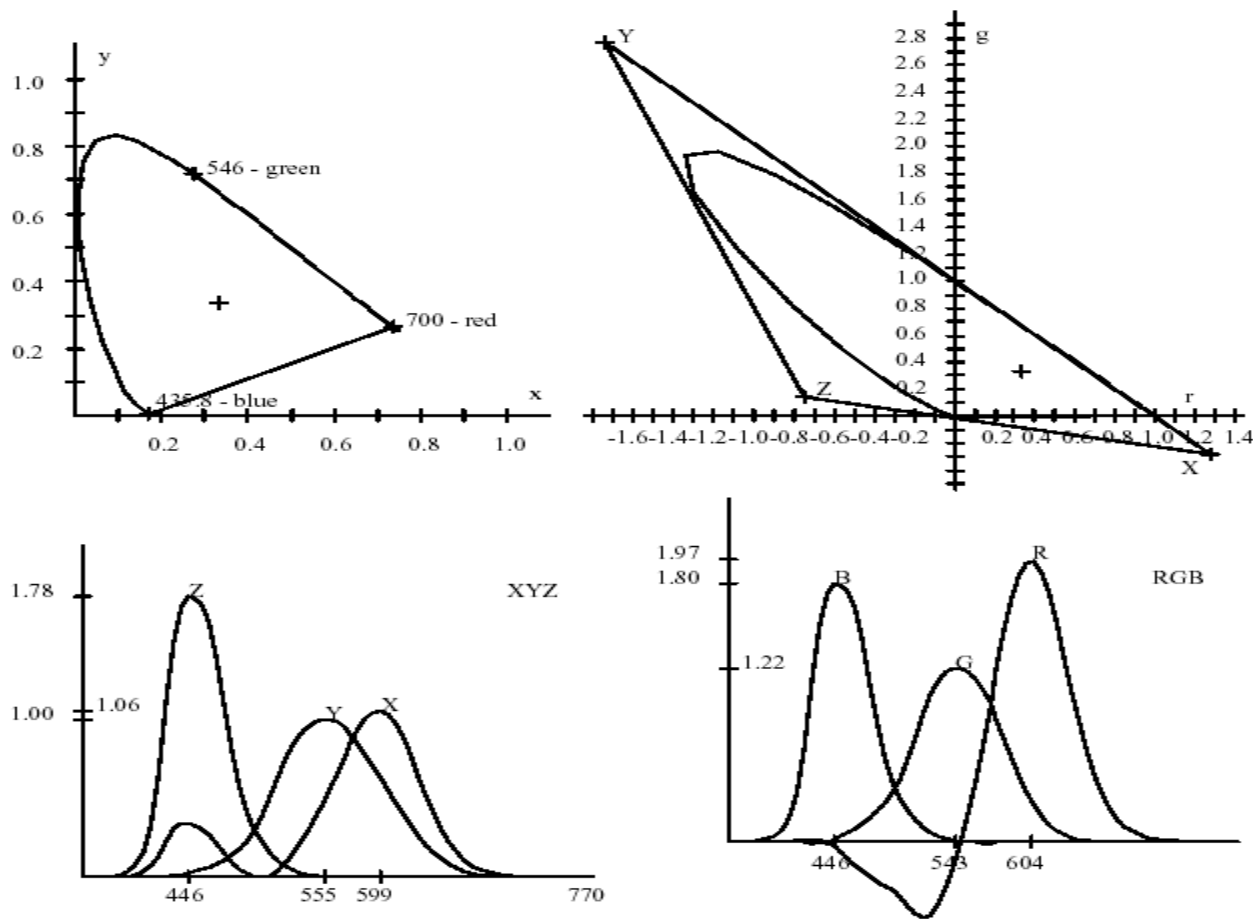 y
1.0
0.8
546 - green
0.6
0.4
700 - red
0.2
435.8 - blue
x
0.2 0.4 0.6 0.8 1.0
Y
g
2.8
2.6
2.4
2.2
2.0
1.8
1.6
1.4
1.2
1.0
0.8
0.6
0.4
0.2
Z
r
-1.6 -1.4 -1.2 -1.0 -0.8 -0.6 -0.4 -0.2 0.2 0.4 0.6 0.8 1.0 1.2 1.4
X
1.78
Z
XYZ
1.06
1.00
Y
X
446 555 599 770
1.97
R
1.80
B
RGB
1.22
G
446 543 604